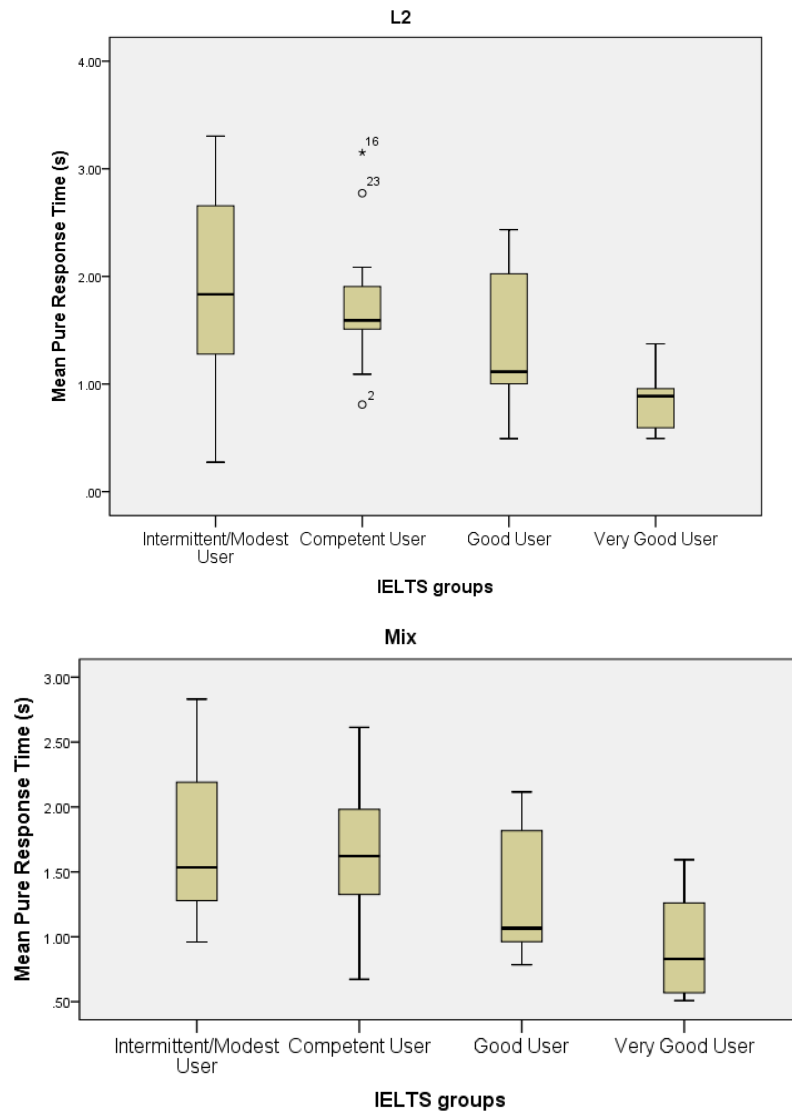 L2
Mean Pure Response Time (s)
4.00
3.00
2.00
1.00
.00
*16
23
2
Intermittent/Modest
User
Competent User
Good User
Very Good User
IELTS groups
Mix
Mean Pure Response Time (s)
3.00
2.50
2.00
1.50
1.00
.50
Intermittent/Modest
User
Competent User
Good User
Very Good User
IELTS groups